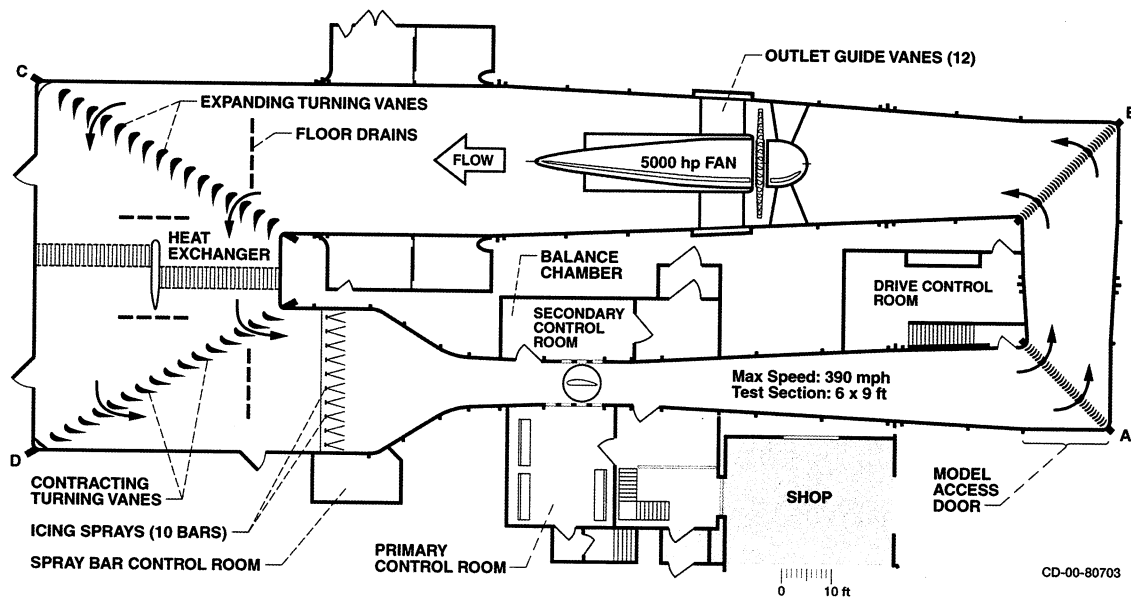 C
OUTLET GUIDE VANES (12)
EXPANDING TURNING VANES
FLOOR DRAINS
FLOW
5000 hp FAN
HEAT
EXCHANGER
BALANCE
CHAMBER
SECONDARY
CONTROL
ROOM
DRIVE CONTROL
ROOM
Max Speed: 390 mph
Test Section: 6 x 9 ft
D
A
CONTRACTING
TURNING VANES
ICING SPRAYS (10 BARS)
SPRAY BAR CONTROL ROOM
PRIMARY
CONTROL ROOM
SHOP
MODEL
ACCESS
DOOR
0 10 ft
CD-00-80703